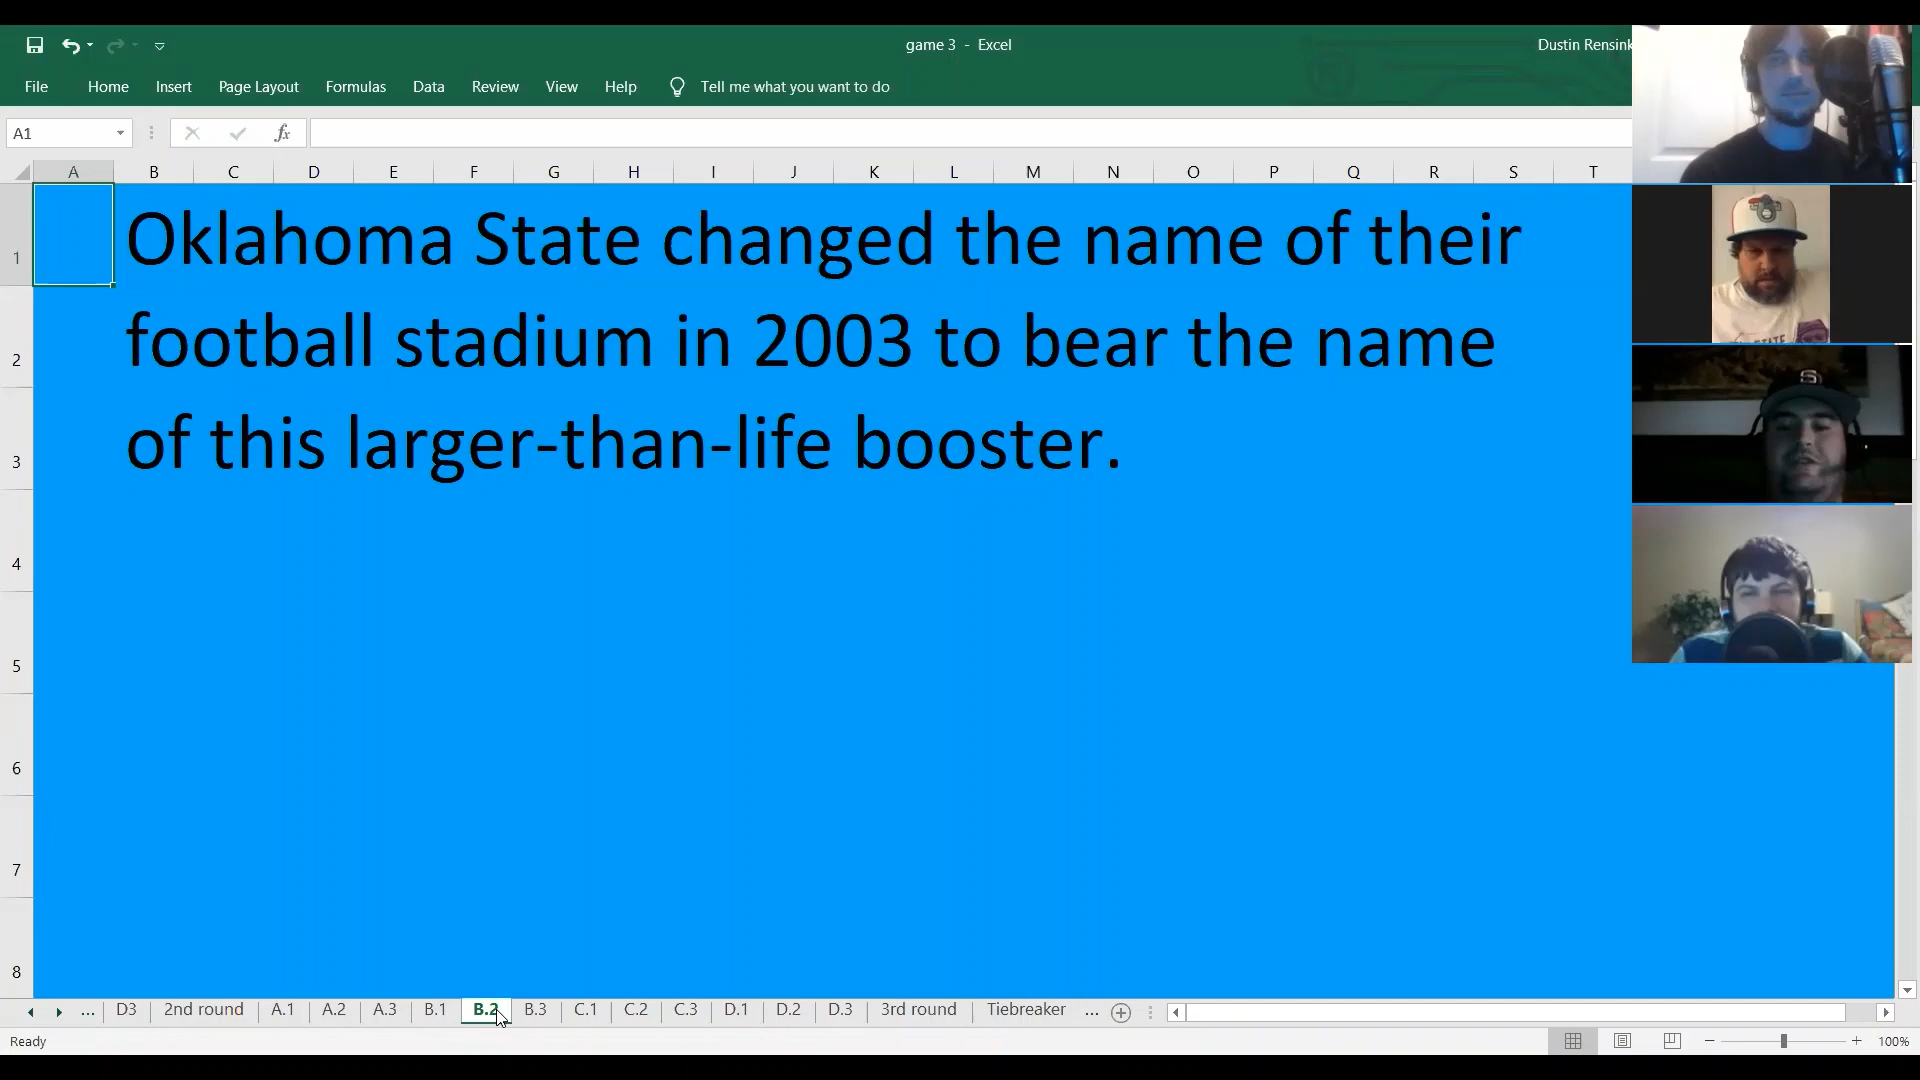 game 3 - Excel
Dustin Rensink
File Home Insert Page Layout Formulas Data Review View Help Tell me what you want to do
A1 fx
A B C D E F G H I J K L M N O P Q R S T
1
Oklahoma State changed the name of their
2
football stadium in 2003 to bear the name
3
of this larger-than-life booster.
4
5
6
7
8
... D3 2nd round A.1 A.2 A.3 B.1 B.2 B.3 C.1 C.2 C.3 D.1 D.2 D.3 3rd round Tiebreaker ...
Ready 100%